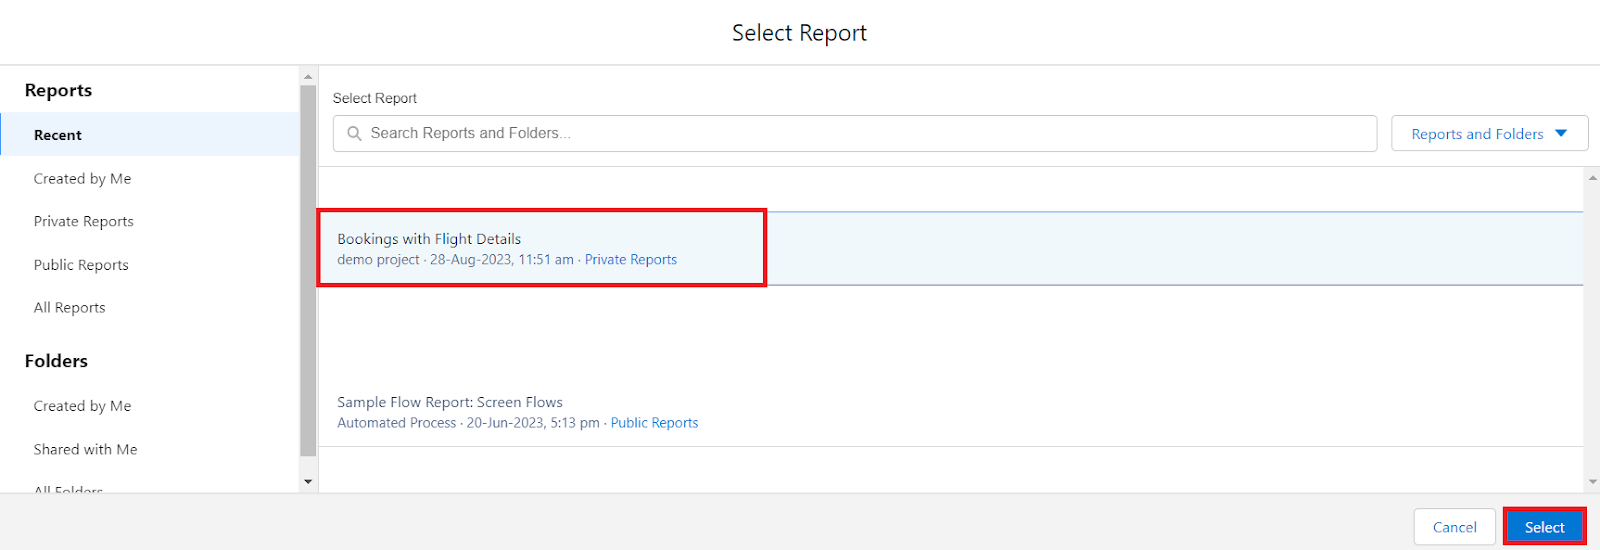 Select Report
Reports
Recent
Created by Me
Private Reports
Public Reports
All Reports
Folders
Created by Me
Shared with Me
All Folders
Select Report
Search Reports and Folders...
Reports and Folders
Bookings with Flight Details
demo project · 28-Aug-2023, 11:51 am · Private Reports
Sample Flow Report: Screen Flows
Automated Process · 20-Jun-2023, 5:13 pm · Public Reports
Cancel
Select